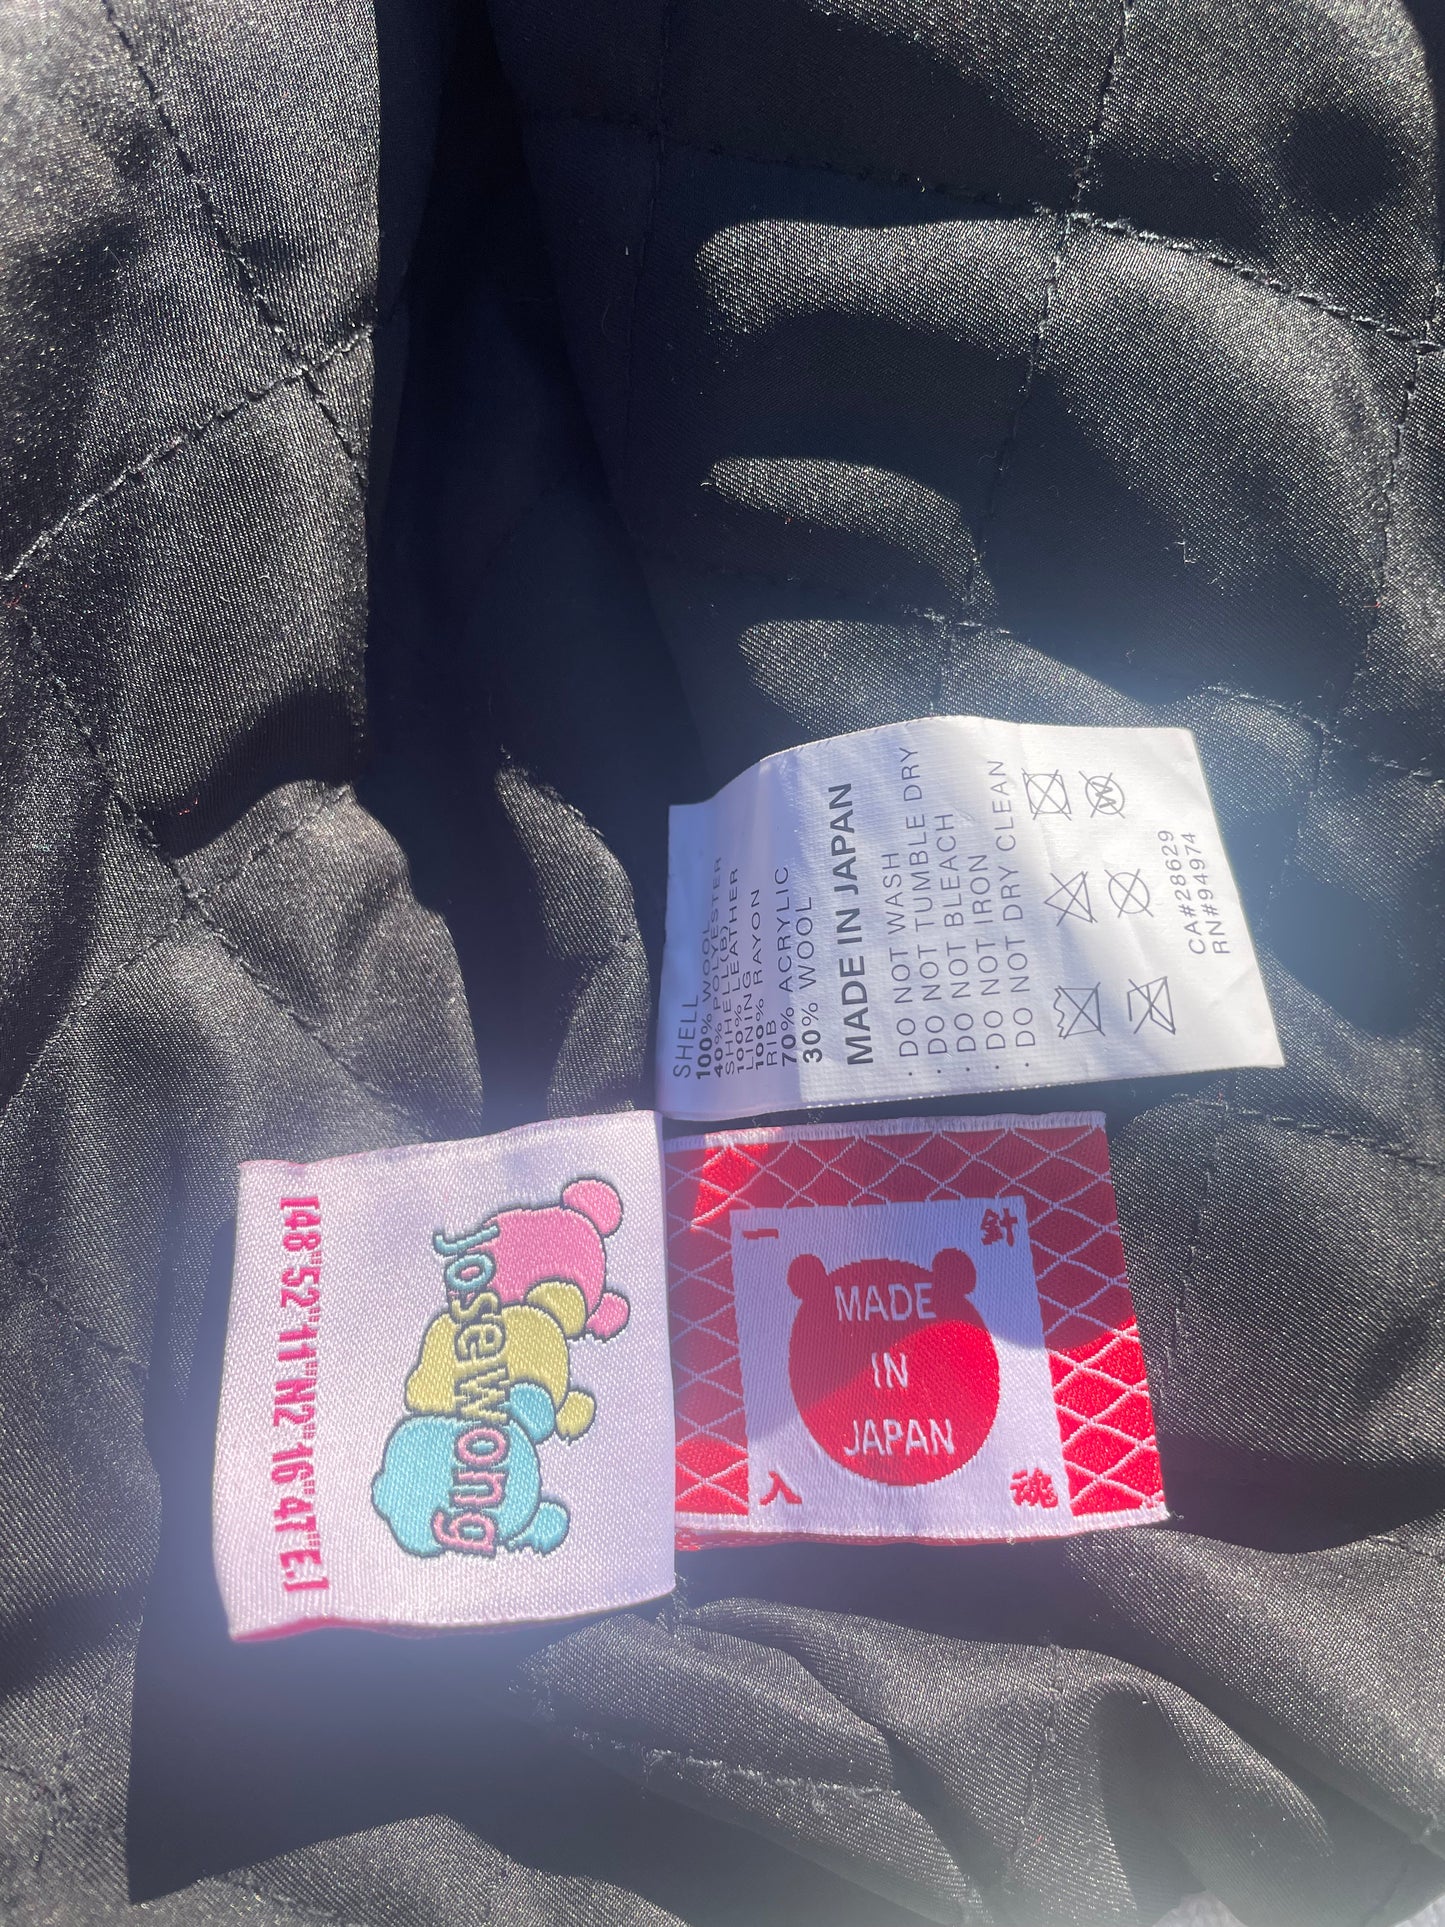 SHELL
100% WOOL
40% POLYESTER
SHHELL(B)
100% LEATHER
LINING
100% RAYON
RIB
70% ACRYLIC
30% WOOL
MADE IN JAPAN
· DO NOT WASH
· DO NOT TUMBLE DRY
· DO NOT BLEACH
· DO NOT IRON
· DO NOT DRY CLEAN
W
CA#28629
RN#94974
josewong
[48"52"11"N2"16"47"E.]
一針
MADE
IN
JAPAN
入魂